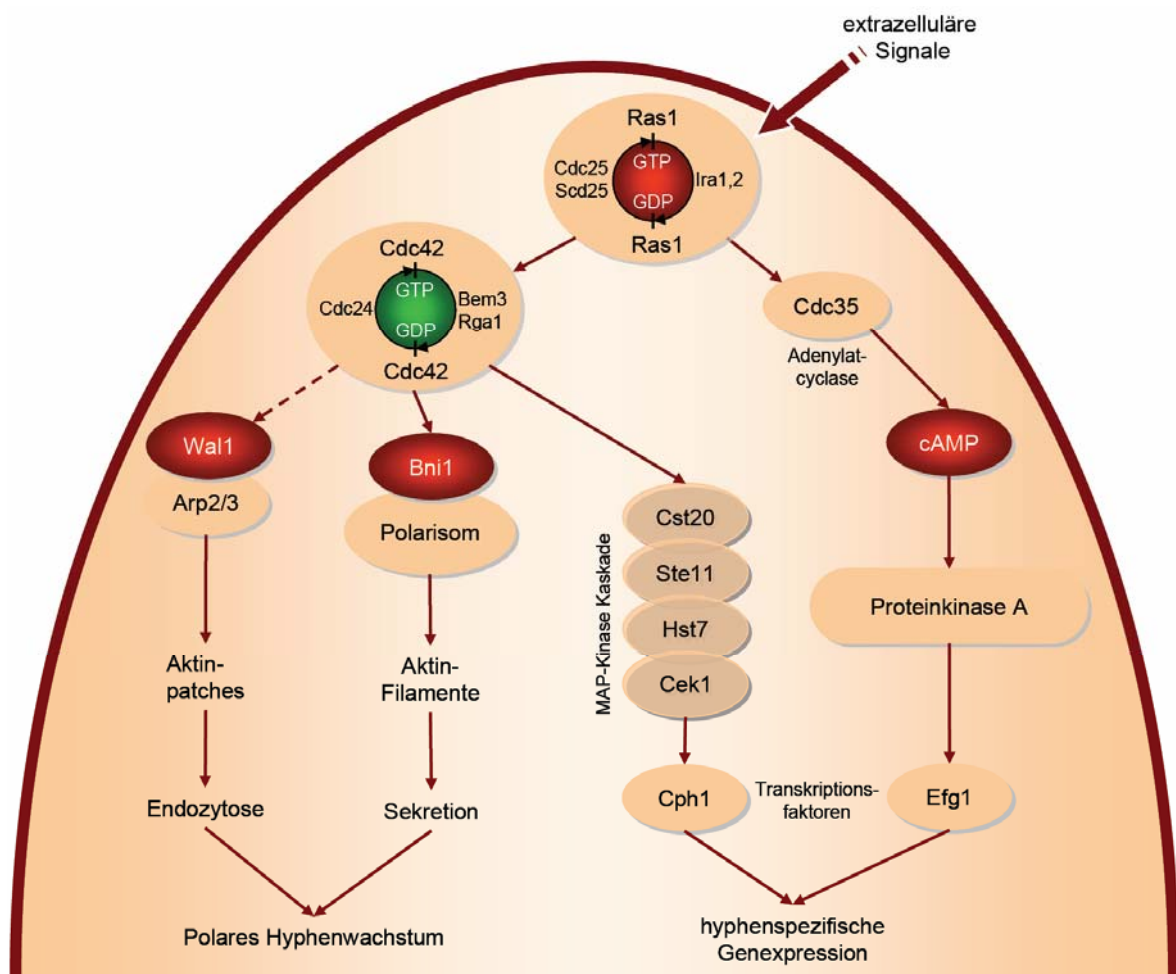 extrazelluläre
Signale
Ras1
Cdc25
Scd25
GTP
GDP
Ira1,2
Ras1
Cdc42
Cdc24
GTP
GDP
Bem3
Rga1
Cdc42
Cdc35
Adenylat-
cyclase
Wal1
Arp2/3
Bni1
Polarisom
cAMP
MAP-Kinase Kaskade
Cst20
Ste11
Hst7
Cek1
Proteinkinase A
Aktin-
patches
Aktin-
Filamente
Endozytose
Sekretion
Cph1
Transkriptions-
faktoren
Efg1
Polares Hyphenwachstum
hyphenspezifische
Genexpression